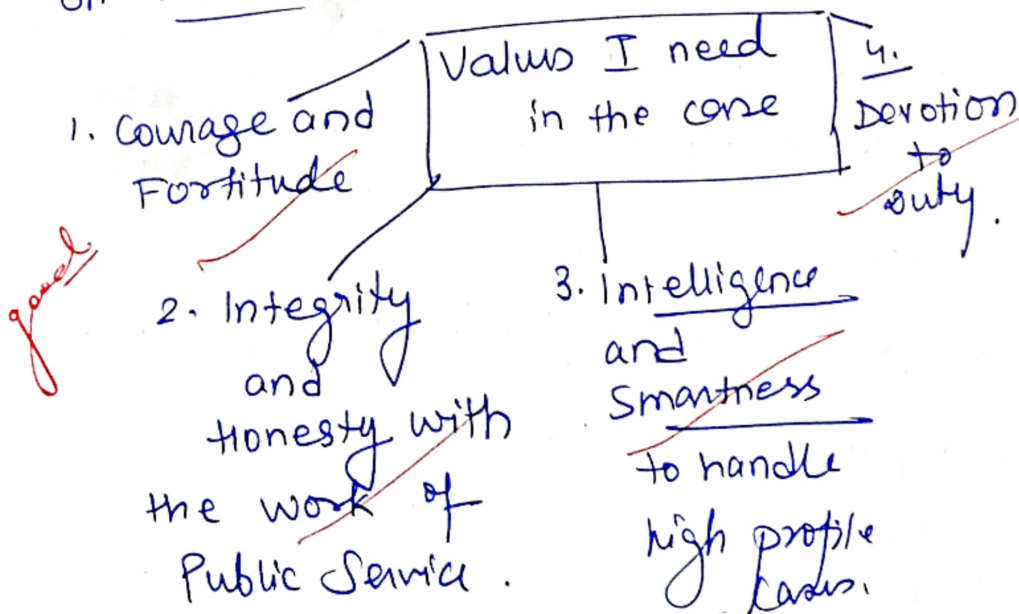 Values I need
in the case
1. Courage and
Fortitude
2. Integrity
and
Honesty with
the work of
Public Service.
3. Intelligence
and
Smartness
to handle
high profile
cases.
4.
Devotion
to
Duty.
good